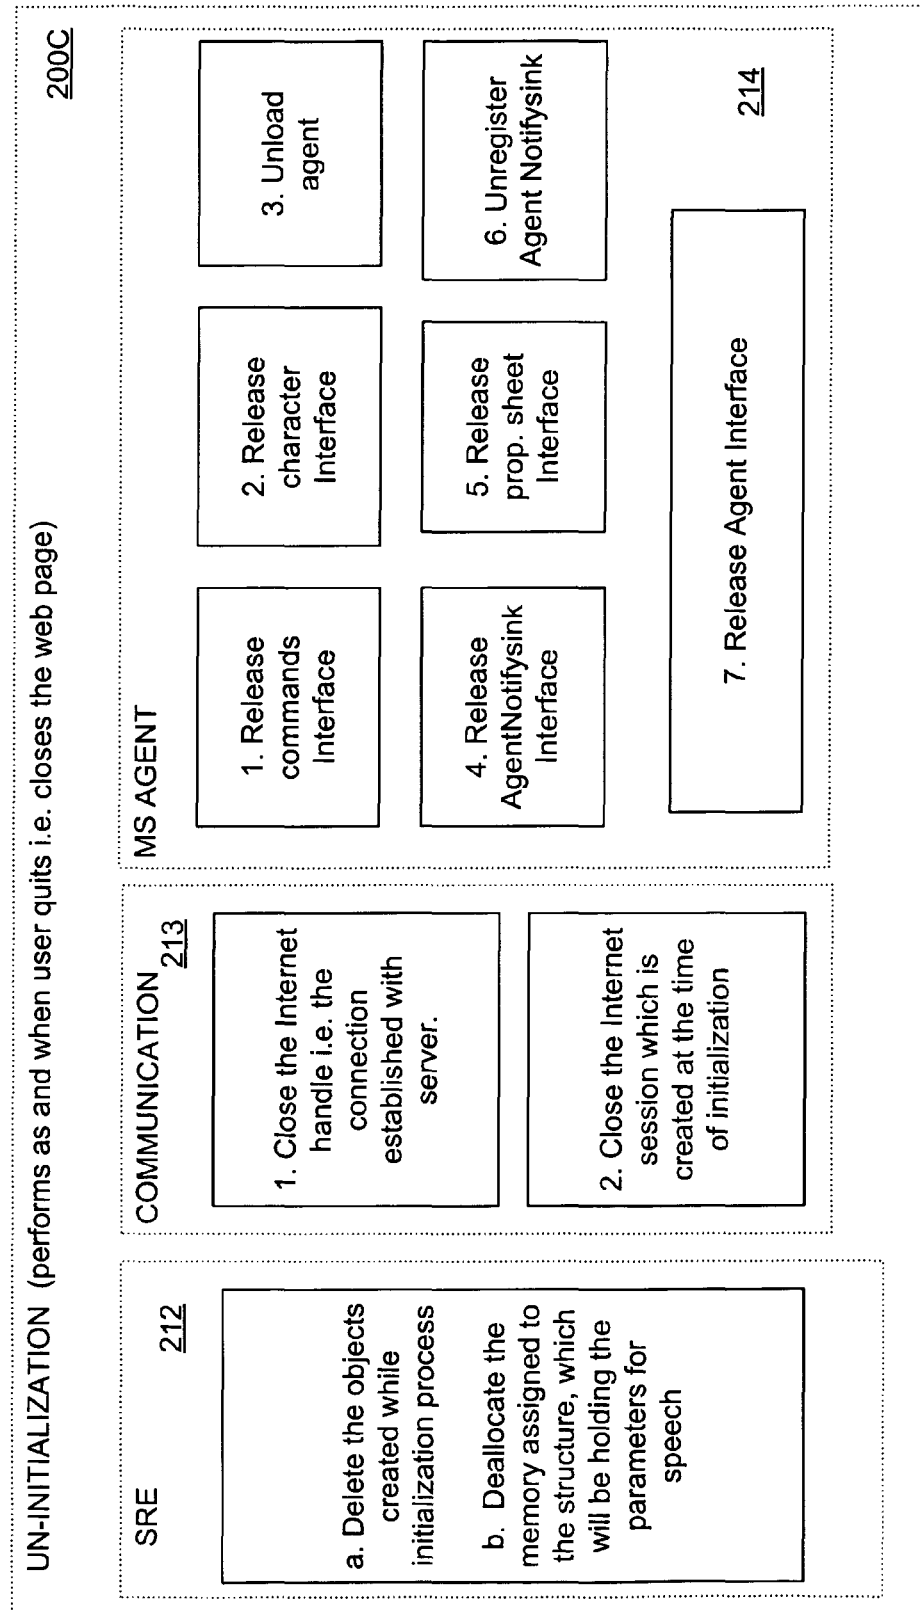 UN-INITIALIZATION (performs as and when user quits i.e. closes the web page)
200C
SRE
212
a. Delete the objects
created while
initialization process
b. Deallocate the
memory assigned to
the structure, which
will be holding the
parameters for
speech
COMMUNICATION
213
1. Close the Internet
handle i.e. the
connection
established with
server.
2. Close the Internet
session which is
created at the time
of initialization
MS AGENT
1. Release
commands
Interface
2. Release
character
Interface
3. Unload
agent
4. Release
AgentNotifysink
Interface
5. Release
prop. sheet
Interface
6. Unregister
Agent Notifysink
7. Release Agent Interface
214